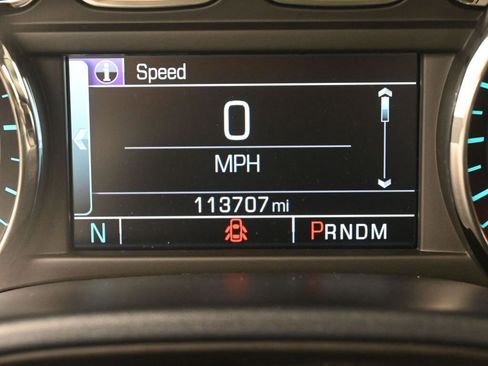 i Speed
0
MPH
113707 mi
N PRNDM